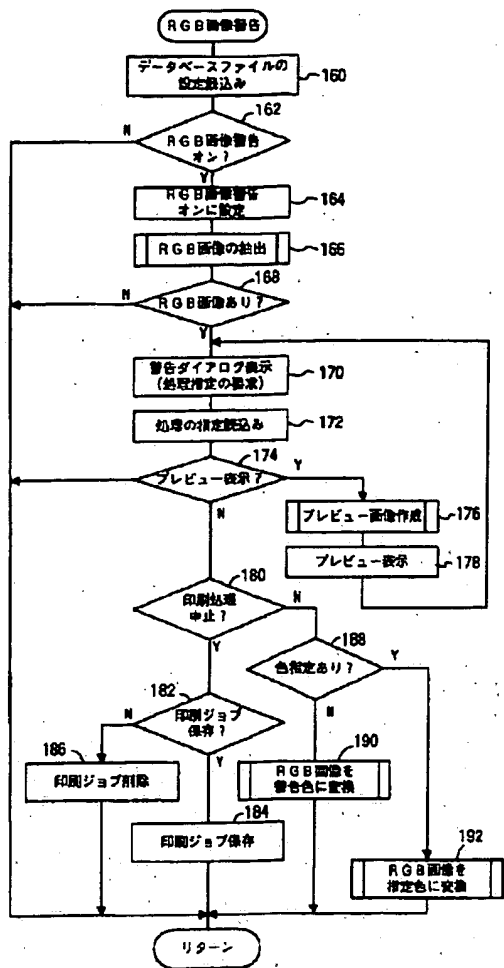 RGB画像警告
データベースファイルの
設定読込み
160
162
N
RGB画像警告
オン?
Y
RGB画像警告
オンに設定
164
RGB画像の抽出
166
168
N
RGB画像あり?
Y
警告ダイアログ表示
(処理指定の要求)
170
処理の指定読込み
172
174
プレビュー表示?
Y
N
プレビュー画像作成
176
プレビュー表示
178
180
印刷処理
中止?
N
Y
188
色指定あり?
Y
N
182
N
印刷ジョブ
保存?
Y
186
印刷ジョブ削除
190
RGB画像を
警告色に変換
184
印刷ジョブ保存
192
RGB画像を
指定色に変換
リターン